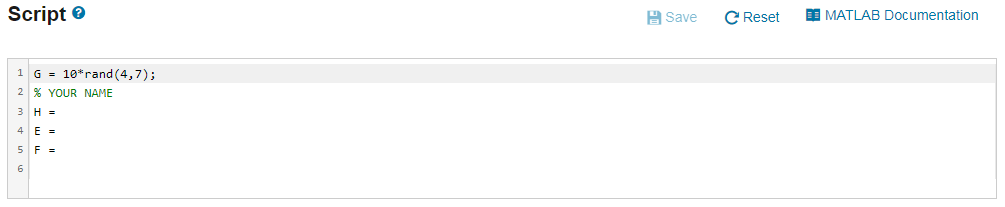 Script ?
Save Reset MATLAB Documentation
1 G = 10*rand(4,7);
2 % YOUR NAME
3 H =
4 E =
5 F =
6